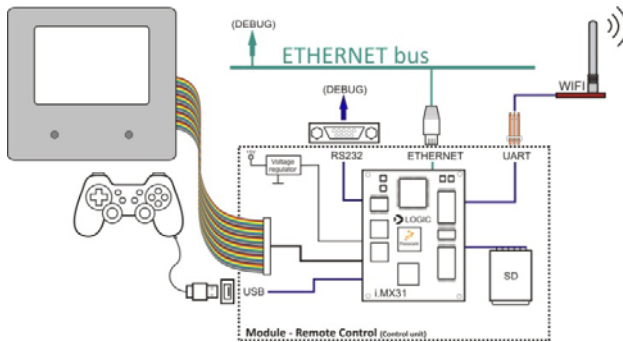 (DEBUG)
ETHERNET bus
(DEBUG)
WIFI
RS232
ETHERNET
UART
Voltage
regulator
LOGIC
i.MX31
SD
USB
Module - Remote Control (Control unit)